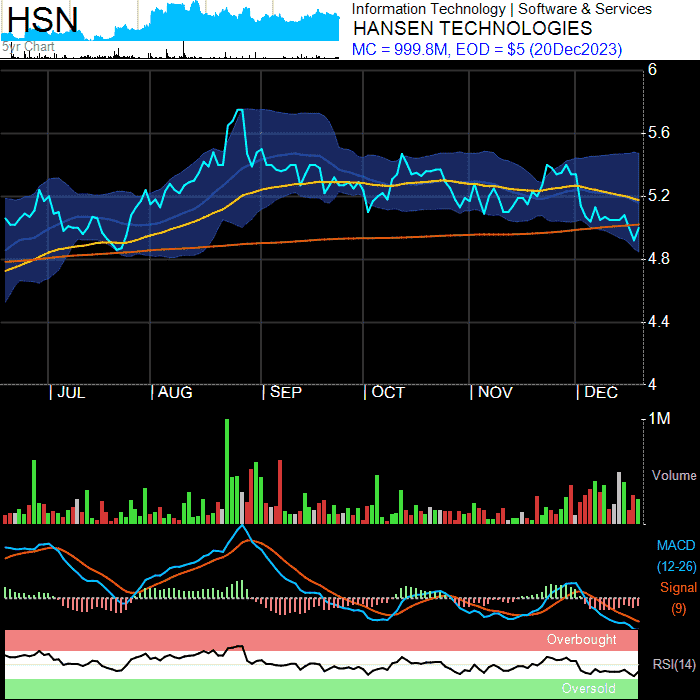 HSN
5yr Chart
Information Technology | Software & Services
HANSEN TECHNOLOGIES
MC = 999.8M, EOD = $5 (20Dec2023)
6
5.6
5.2
4.8
4.4
4
| JUL | AUG | SEP | OCT | NOV | DEC
1M
Volume
MACD
(12-26)
Signal
(9)
Overbought
RSI(14)
Oversold